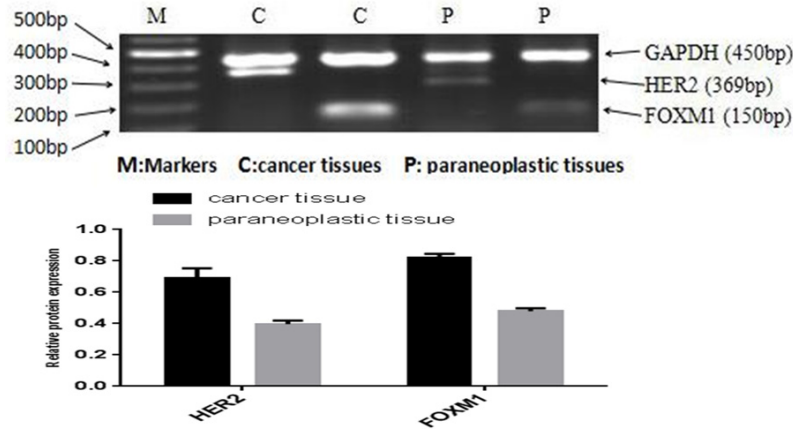 500bp
400bp
300bp
200bp
100bp
M C C P P
GAPDH (450bp)
HER2 (369bp)
FOXM1 (150bp)
M:Markers C:cancer tissues P: paraneoplastic tissues
cancer tissue
paraneoplastic tissue
Relative protein expression
1.0
0.8
0.6
0.4
0.2
0.0
HER2
FOXM1